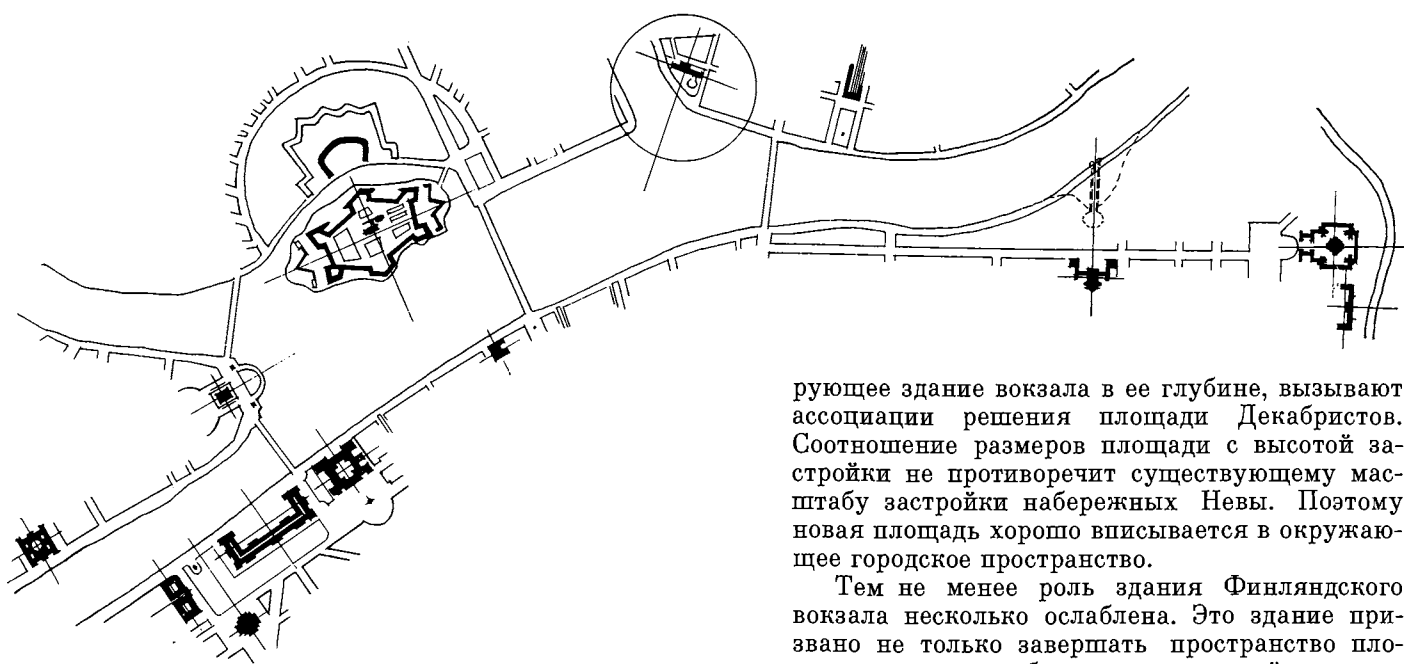 рующее здание вокзала в ее глубине, вызывают
ассоциации решения площади Декабристов.
Соотношение размеров площади с высотой за-
стройки не противоречит существующему мас-
штабу застройки набережных Невы. Поэтому
новая площадь хорошо вписывается в окружаю-
щее городское пространство.
Тем не менее роль здания Финляндского
вокзала несколько ослаблена. Это здание при-
звано не только завершать пространство пло-